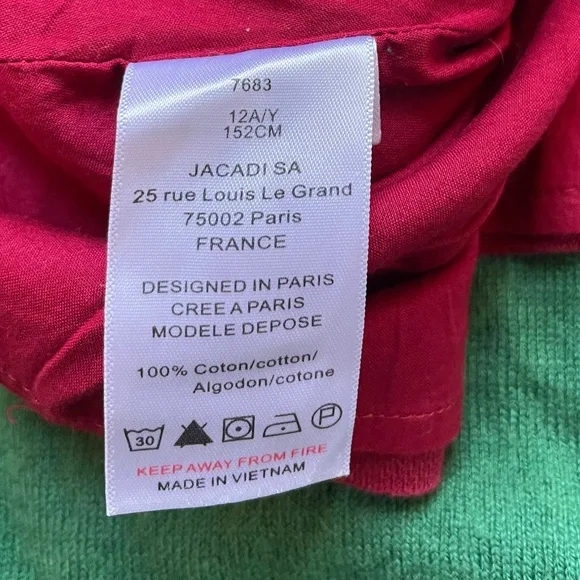 7683
12A/Y
152CM
JACADI SA
25 rue Louis Le Grand
75002 Paris
FRANCE
DESIGNED IN PARIS
CREE A PARIS
MODELE DEPOSE
100% Coton/cotton/
Algodon/cotone
30 P
KEEP AWAY FROM FIRE
MADE IN VIETNAM